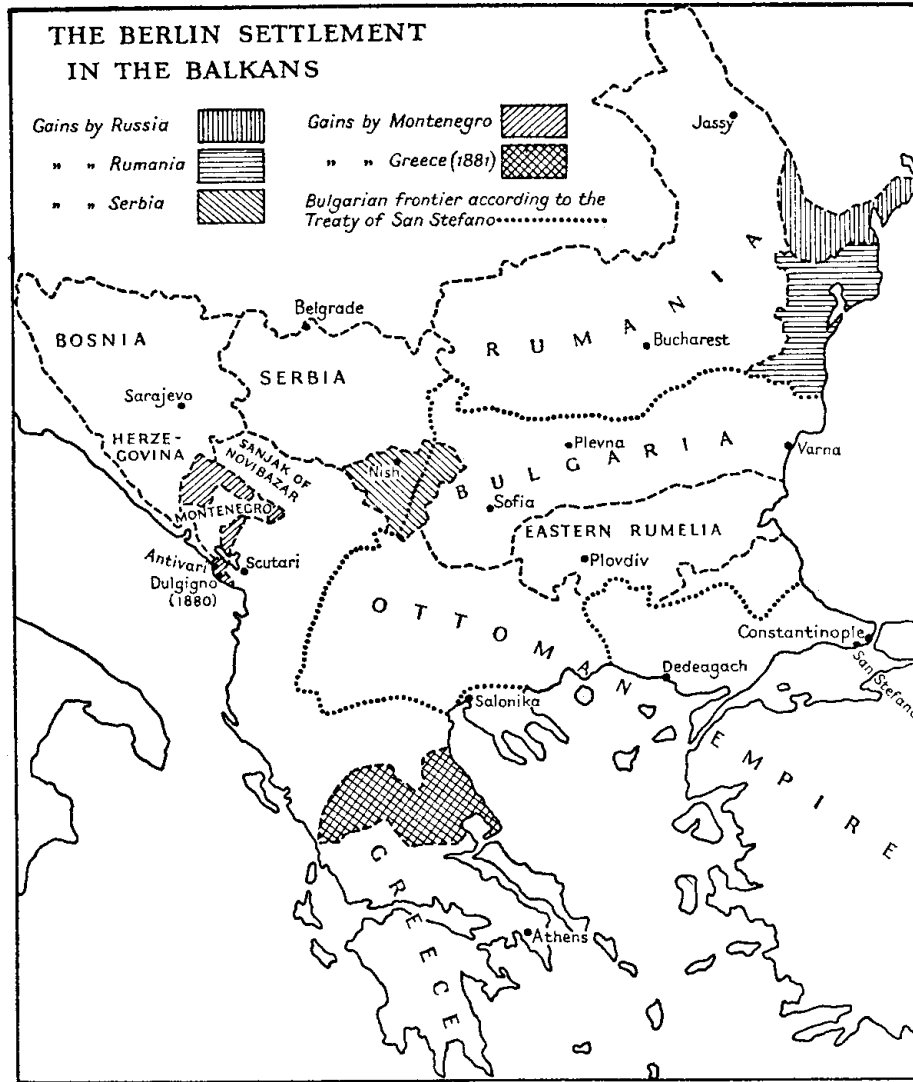 THE BERLIN SETTLEMENT
IN THE BALKANS
Gains by Russia
" " Rumania
" " Serbia
Gains by Montenegro
" " Greece (1881)
Bulgarian frontier according to the
Treaty of San Stefano
Jassy
RUMANIA
Bucharest
Belgrade
BOSNIA
SERBIA
Sarajevo
HERZE-
GOVINA
SANJAK OF
NOVIBAZAR
MONTENEGRO
Nish
Plevna
BULGARIA
Varna
Sofia
EASTERN RUMELIA
Plovdiv
Antivari
Dulgigno
(1880)
Scutari
OTTOMAN EMPIRE
Constantinople
San Stefano
Dedeagach
Salonika
GREECE
Athens